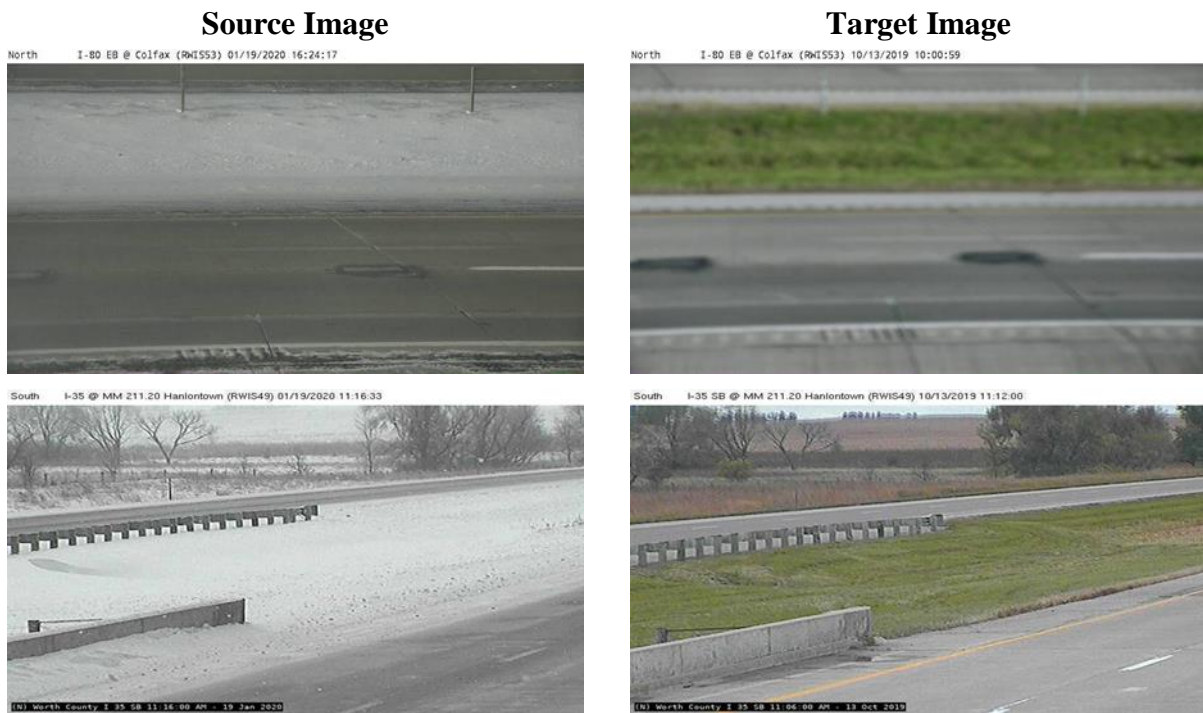 Source Image Target Image
North I-80 EB @ Colfax (RWIS53) 01/19/2020 16:24:17
North I-80 EB @ Colfax (RWIS53) 10/13/2019 10:00:59
South I-35 @ MM 211.20 Hanlontown (RWIS49) 01/19/2020 11:16:33
South I-35 SB @ MM 211.20 Hanlontown (RWIS49) 10/13/2019 11:12:00
(N) Worth County I 35 SB 11:16:00 AM - 19 Jan 2020
(N) Worth County I 35 SB 11:06:00 AM - 13 Oct 2019